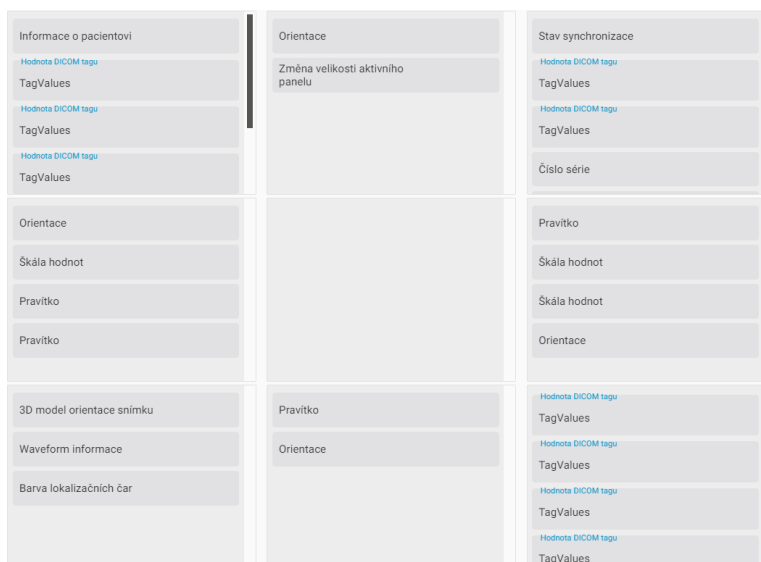 Informace o pacientovi
Hodnota DICOM tagu
TagValues
Hodnota DICOM tagu
TagValues
Hodnota DICOM tagu
TagValues
Orientace
Změna velikosti aktivního
panelu
Stav synchronizace
Hodnota DICOM tagu
TagValues
Hodnota DICOM tagu
TagValues
Číslo série
Orientace
Škála hodnot
Pravítko
Pravítko
Pravítko
Škála hodnot
Škála hodnot
Orientace
3D model orientace snímku
Waveform informace
Barva lokalizačních čar
Pravítko
Orientace
Hodnota DICOM tagu
TagValues
Hodnota DICOM tagu
TagValues
Hodnota DICOM tagu
TagValues
Hodnota DICOM tagu
TagValues